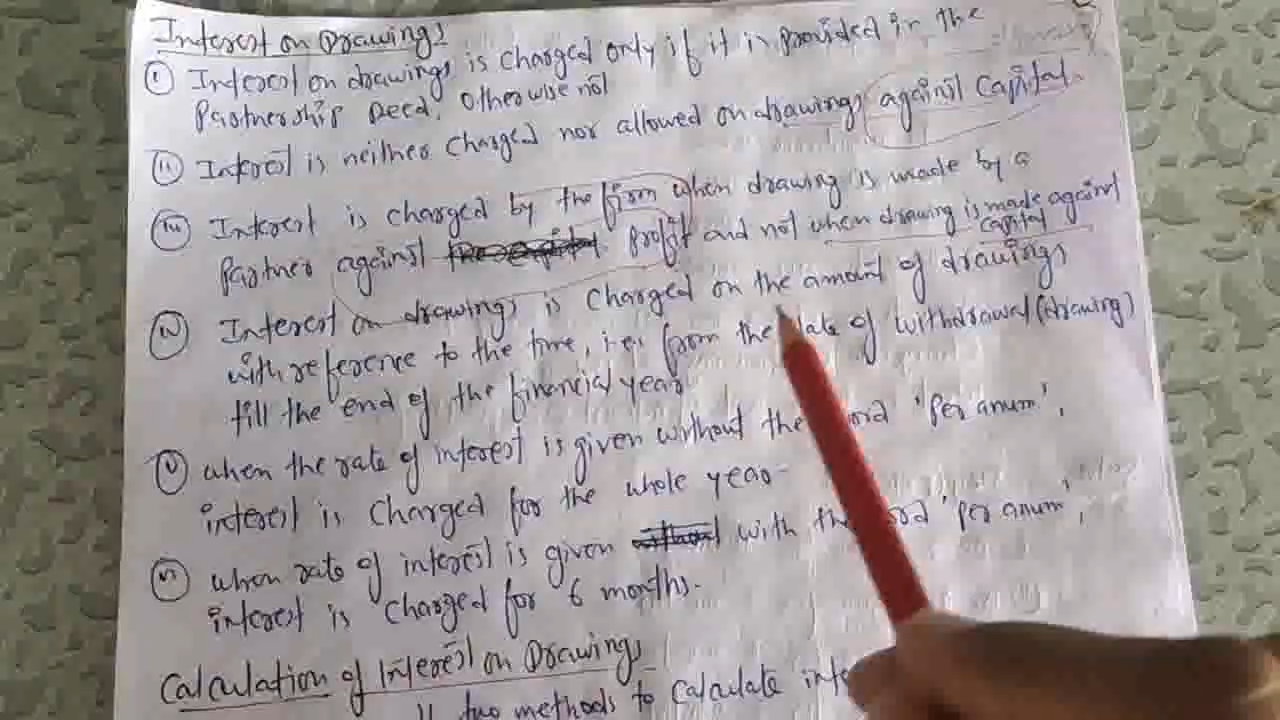 Interest on Drawings
(i) Interest on drawings is charged only if it is provided in the
Partnership Deed, otherwise not
(ii) Interest is neither charged nor allowed on drawings against capital.
(iii) Interest is charged by the firm when drawing is made by a
Partner against Profit and not when drawing is made against
capital
(iv) Interest on drawings is charged on the amount of drawings
with reference to the time, i.e., from the date of withdrawal (drawing)
till the end of the financial year
(v) when the rate of interest is given without the word 'per anum',
interest is charged for the whole year
(vi) when rate of interest is given with the word 'per anum',
interest is charged for 6 months.
Calculation of Interest on Drawings
two methods to calculate